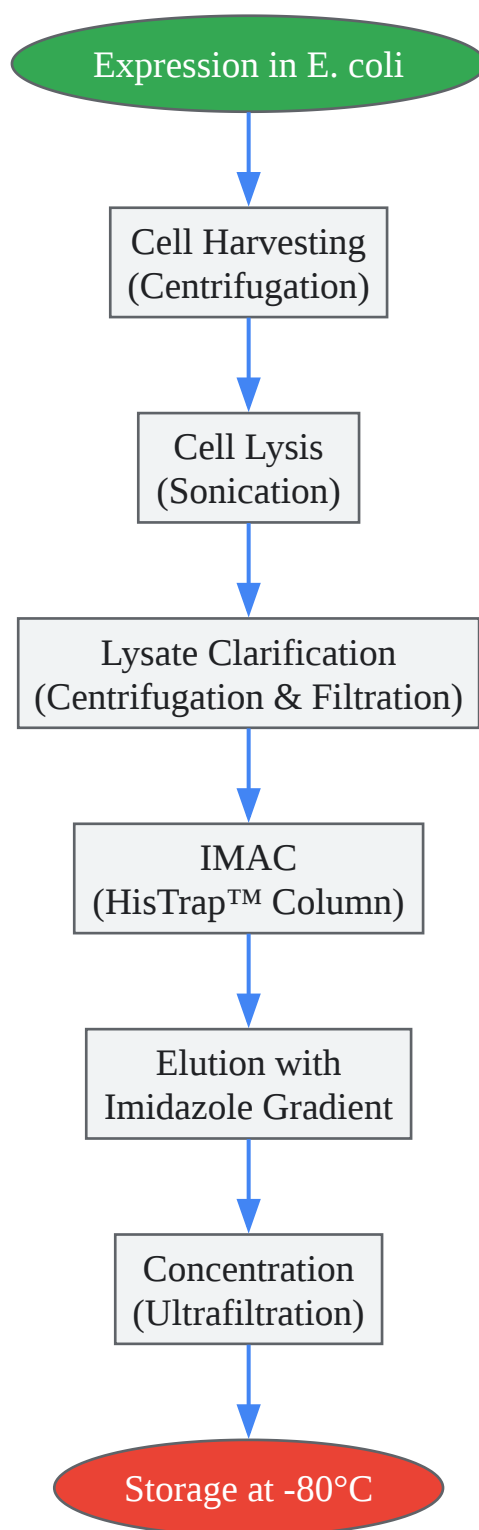 Expression in E. coli
Cell Harvesting
(Centrifugation)
Cell Lysis
(Sonication)
Lysate Clarification
(Centrifugation & Filtration)
IMAC
(HisTrap™ Column)
Elution with
Imidazole Gradient
Concentration
(Ultrafiltration)
Storage at -80°C